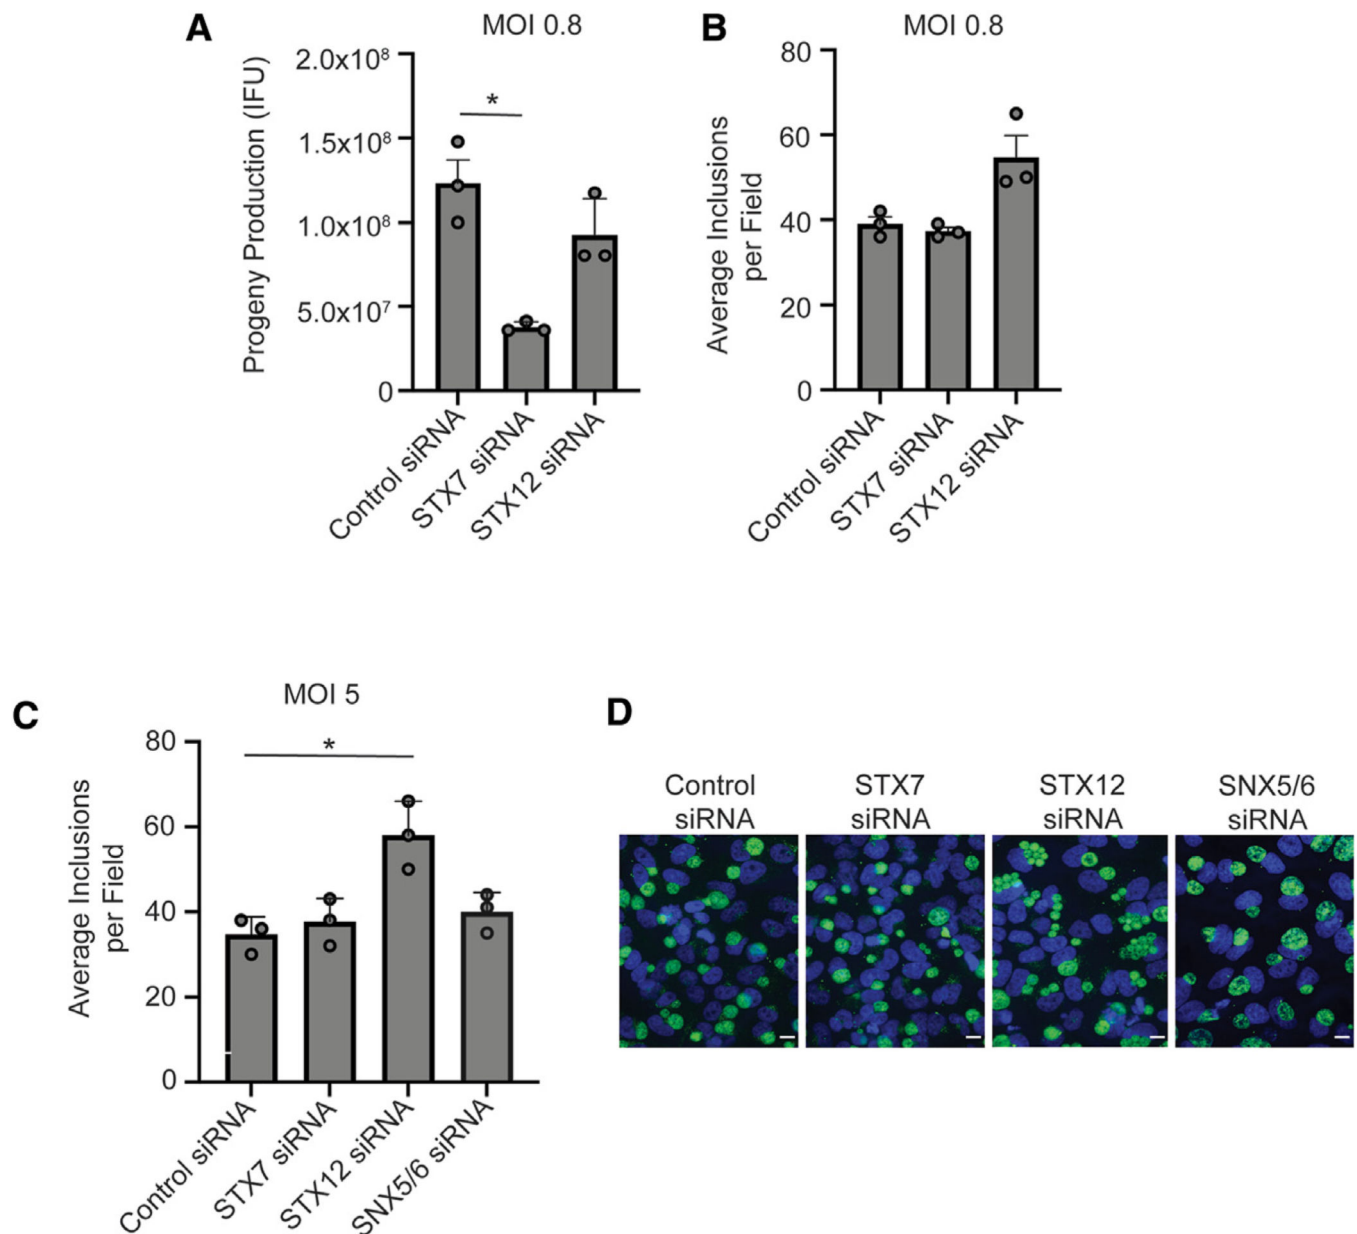 A
MOI 0.8
Progeny Production (IFU)
2.0x10⁸
1.5x10⁸
1.0x10⁸
5.0x10⁷
0
*
Control siRNA
STX7 siRNA
STX12 siRNA
B
MOI 0.8
Average Inclusions
per Field
80
60
40
20
0
Control siRNA
STX7 siRNA
STX12 siRNA
C
MOI 5
Average Inclusions
per Field
80
60
40
20
0
*
Control siRNA
STX7 siRNA
STX12 siRNA
SNX5/6 siRNA
D
Control
siRNA
STX7
siRNA
STX12
siRNA
SNX5/6
siRNA